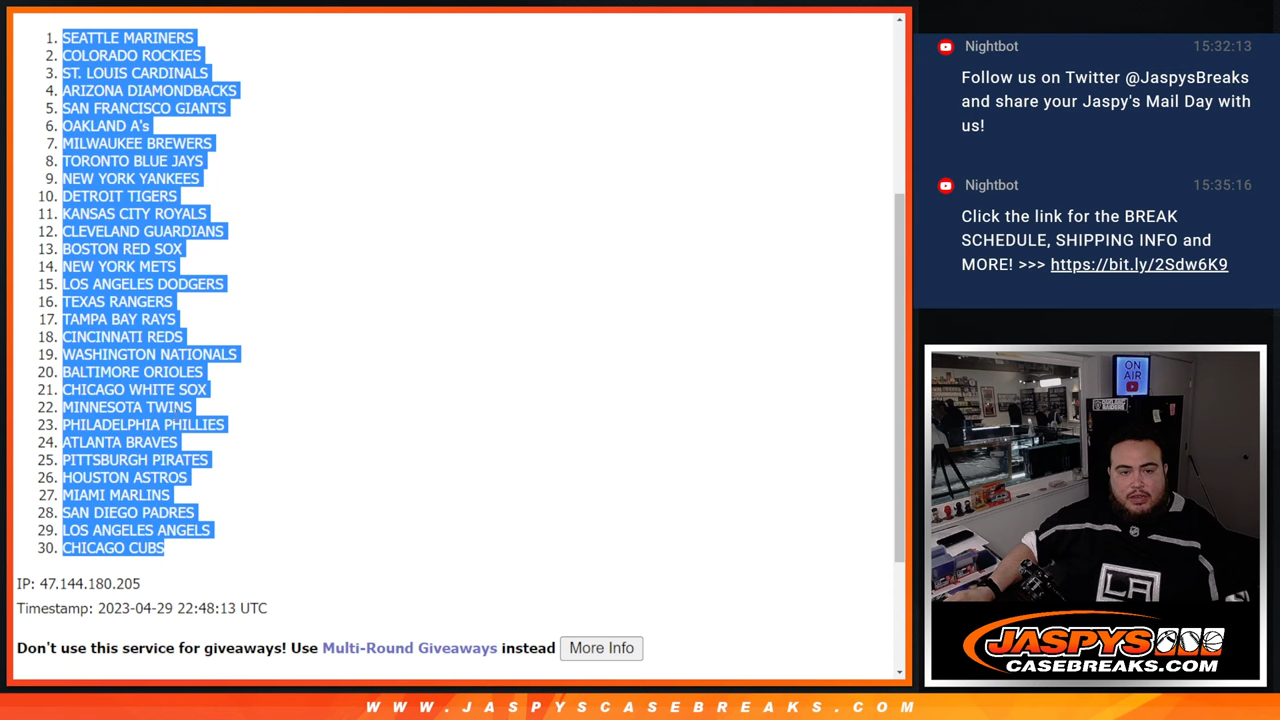 1. SEATTLE MARINERS
2. COLORADO ROCKIES
3. ST. LOUIS CARDINALS
4. ARIZONA DIAMONDBACKS
5. SAN FRANCISCO GIANTS
6. OAKLAND A's
7. MILWAUKEE BREWERS
8. TORONTO BLUE JAYS
9. NEW YORK YANKEES
10. DETROIT TIGERS
11. KANSAS CITY ROYALS
12. CLEVELAND GUARDIANS
13. BOSTON RED SOX
14. NEW YORK METS
15. LOS ANGELES DODGERS
16. TEXAS RANGERS
17. TAMPA BAY RAYS
18. CINCINNATI REDS
19. WASHINGTON NATIONALS
20. BALTIMORE ORIOLES
21. CHICAGO WHITE SOX
22. MINNESOTA TWINS
23. PHILADELPHIA PHILLIES
24. ATLANTA BRAVES
25. PITTSBURGH PIRATES
26. HOUSTON ASTROS
27. MIAMI MARLINS
28. SAN DIEGO PADRES
29. LOS ANGELES ANGELS
30. CHICAGO CUBS
IP: 47.144.180.205
Timestamp: 2023-04-29 22:48:13 UTC
Don't use this service for giveaways! Use Multi-Round Giveaways instead More Info
Nightbot 15:32:13
Follow us on Twitter @JaspysBreaks
and share your Jaspy's Mail Day with
us!
Nightbot 15:35:16
Click the link for the BREAK
SCHEDULE, SHIPPING INFO and
MORE! >>> https://bit.ly/2Sdw6K9
ON
AIR
LA
JASPYS
CASEBREAKS.COM
WWW.JASPYSCASEBREAKS.COM